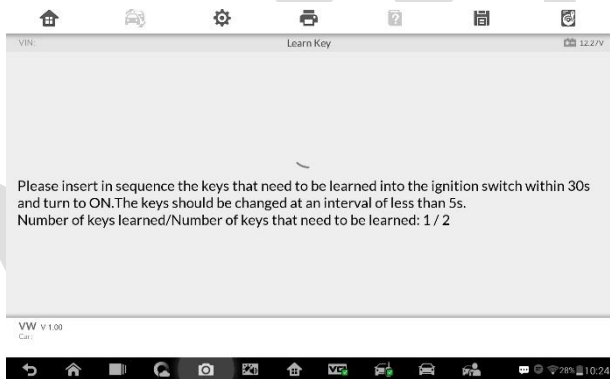 VIN:
Learn Key
12.27V
Please insert in sequence the keys that need to be learned into the ignition switch within 30s
and turn to ON.The keys should be changed at an interval of less than 5s.
Number of keys learned/Number of keys that need to be learned: 1 / 2
VW V 1.00
Car:
28% 10:24